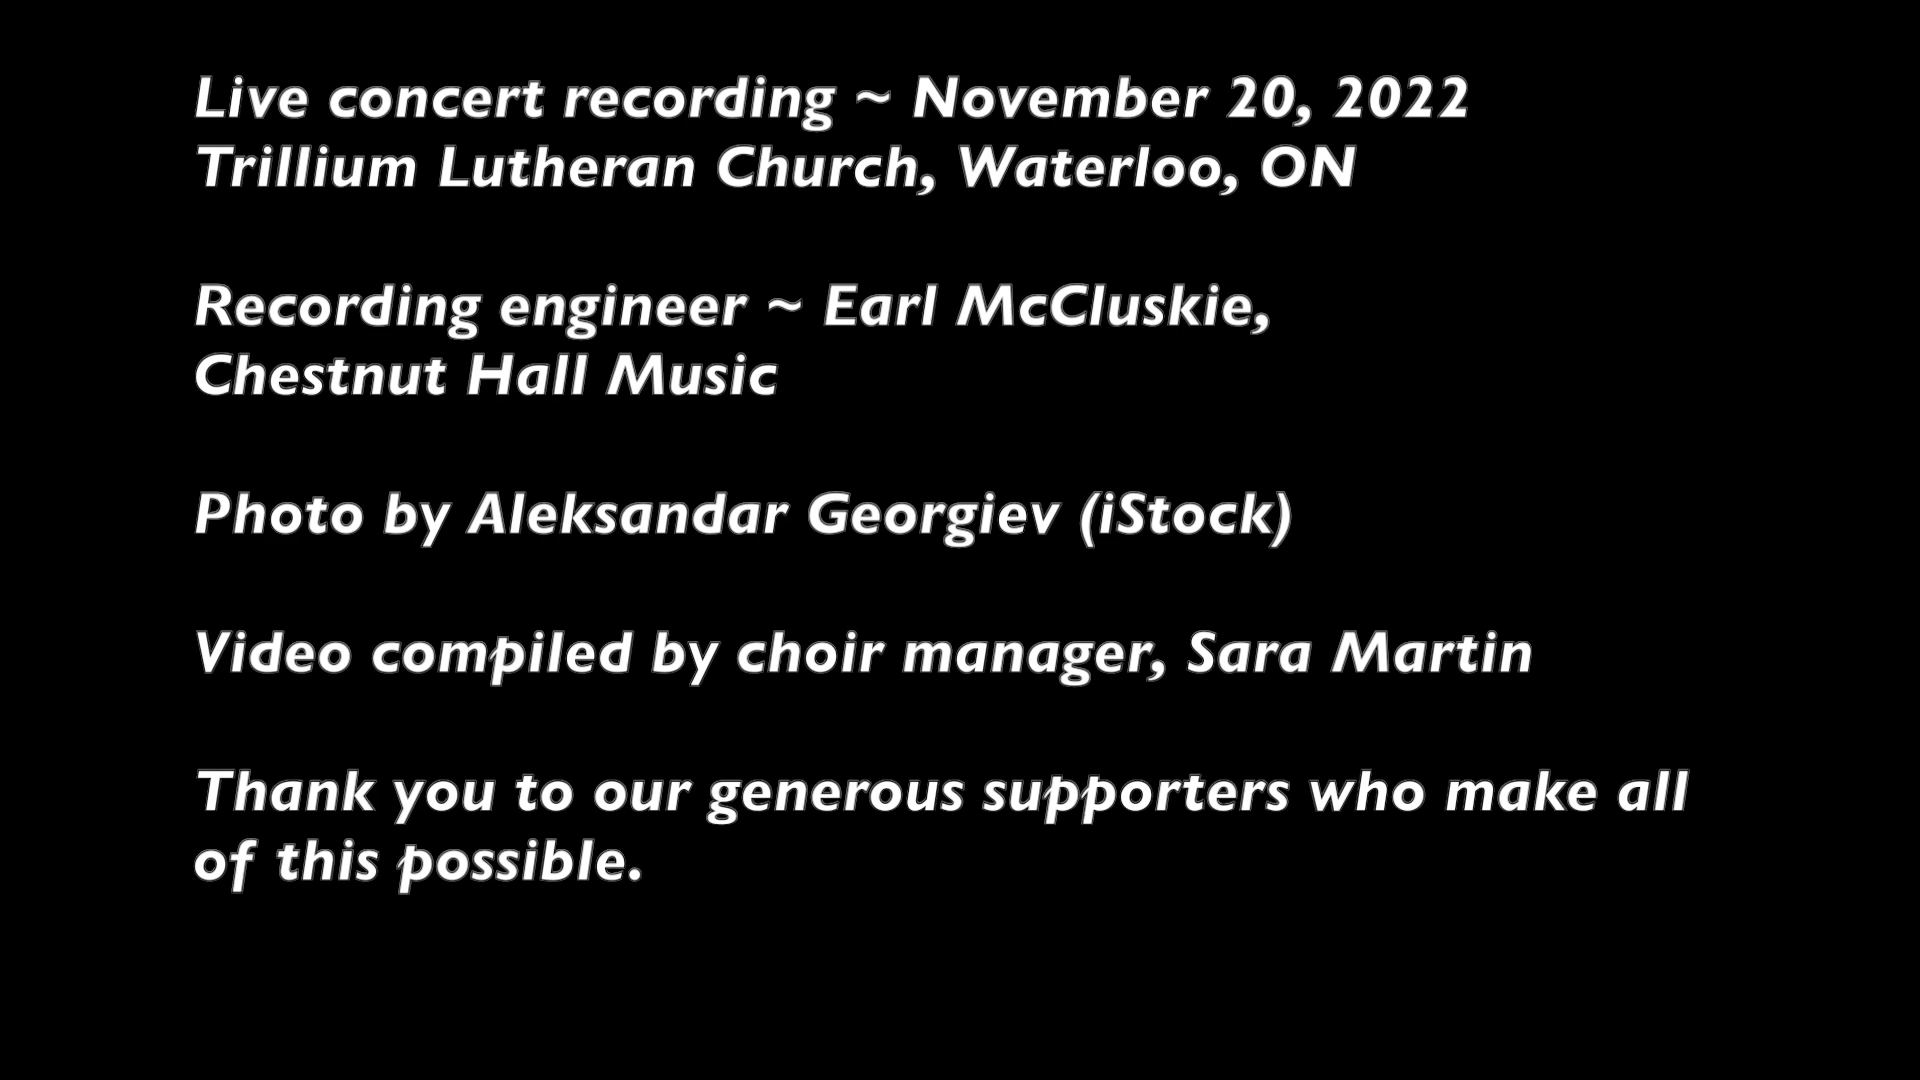 Live concert recording ~ November 20, 2022
Trillium Lutheran Church, Waterloo, ON
Recording engineer ~ Earl McCluskie,
Chestnut Hall Music
Photo by Aleksandar Georgiev (iStock)
Video compiled by choir manager, Sara Martin
Thank you to our generous supporters who make all
of this possible.